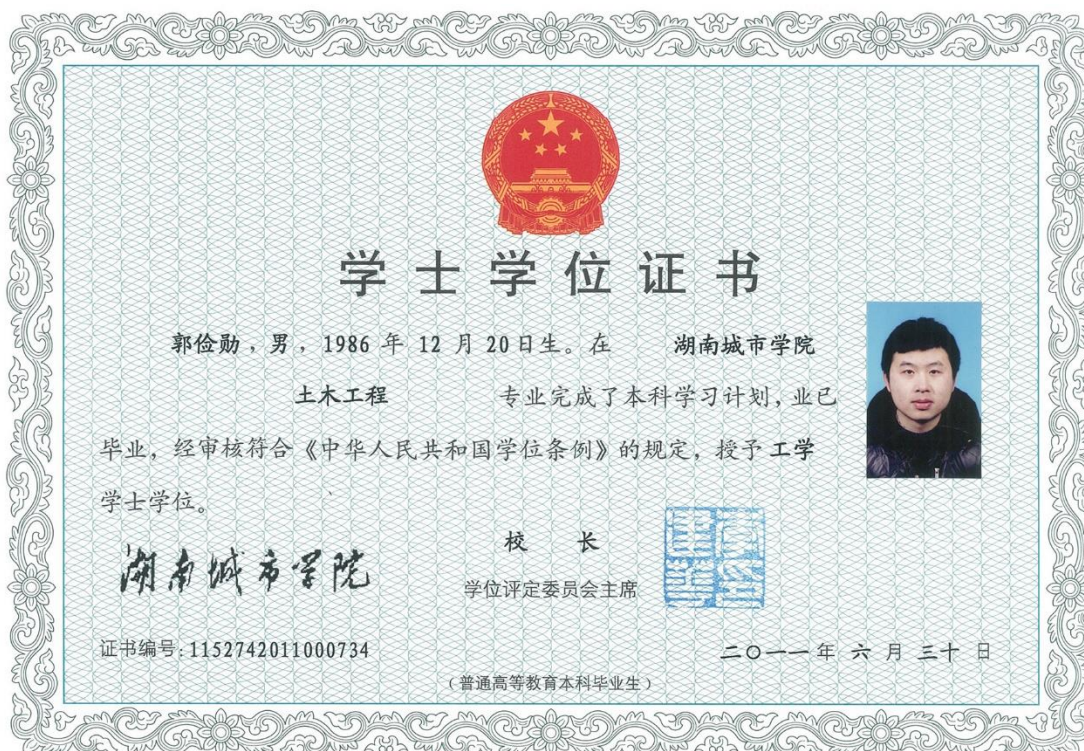 学士学位证书
郭俭勋，男，1986 年 12 月 20 日生。在 湖南城市学院
土木工程 专业完成了本科学习计划，业已
毕业，经审核符合《中华人民共和国学位条例》的规定，授予 工学
学士学位。
校 长
湖南城市学院
学位评定委员会主席
证书编号：1152742011000734
二〇一一 年 六 月 三十 日
（普通高等教育本科毕业生）